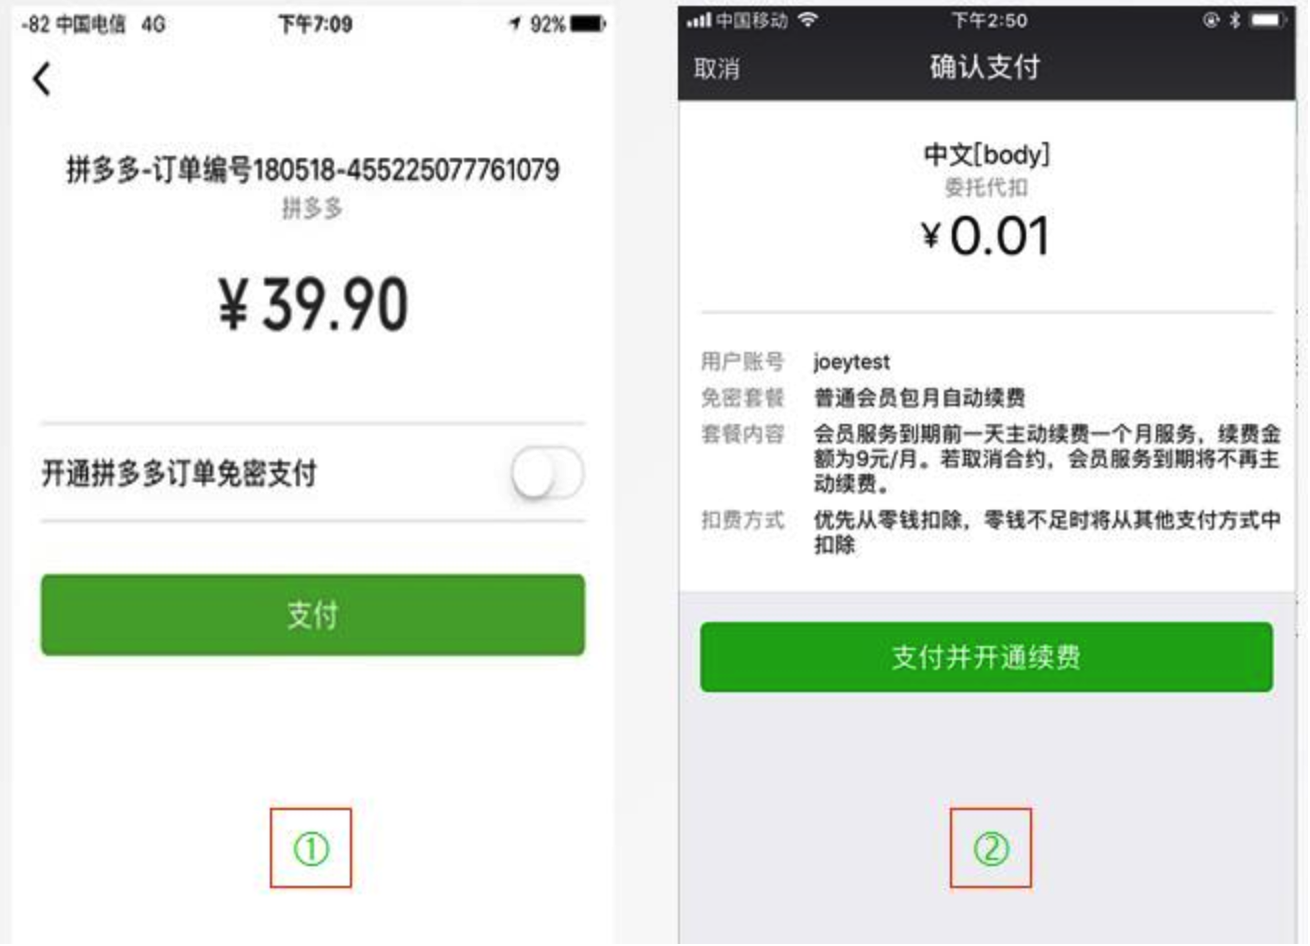 -82 中国电信 4G 下午7:09 92%
拼多多-订单编号180518-455225077761079
拼多多
¥39.90
开通拼多多订单免密支付
支付
①
中国移动 下午2:50
取消 确认支付
中文[body]
委托代扣
¥0.01
用户账号 joeytest
免密套餐 普通会员包月自动续费
套餐内容 会员服务到期前一天主动续费一个月服务，续费金
额为9元/月。若取消合约，会员服务到期将不再主
动续费。
扣费方式 优先从零钱扣除，零钱不足时将从其他支付方式中
扣除
支付并开通续费
②